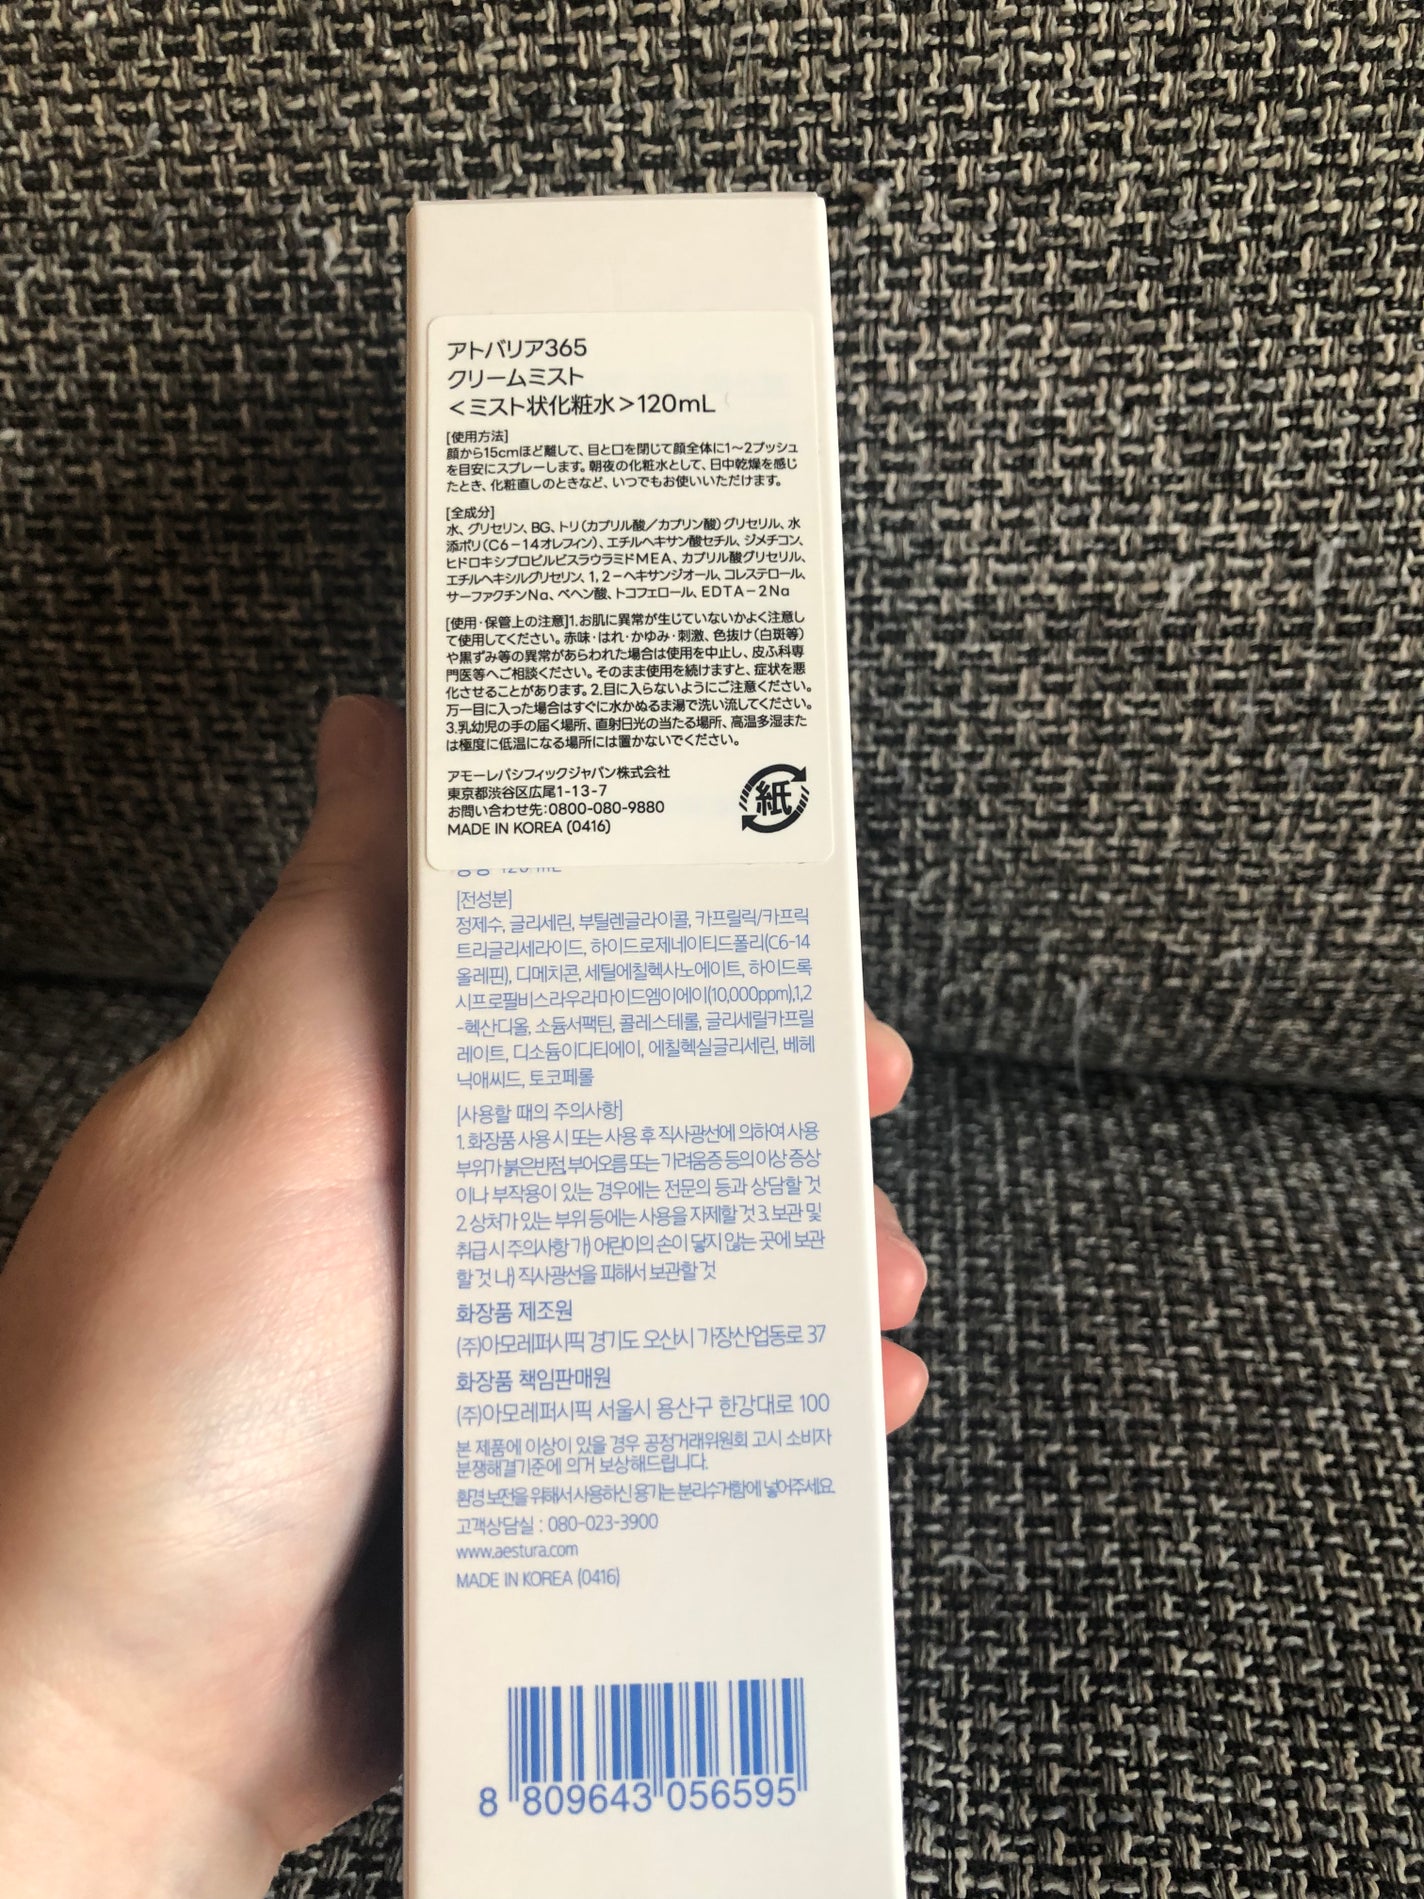 アトバリア365
クリームミスト
<ミスト状化粧水>120mL
[使用方法]
顔から15cmほど離して、目と口を閉じて顔全体に1〜2プッシュ
を目安にスプレーします。朝夜の化粧水として、日中乾燥を感じ
たとき、化粧直しのときなど、いつでもお使いいただけます。
[全成分]
水、グリセリン、BG、トリ(カプリル酸/カプリン酸)グリセリル、水
添ポリ(C6-14オレフィン)、エチルヘキサン酸セチル、ジメチコン、
ヒドロキシプロピルビスラウラミドMEA、カプリル酸グリセリル、
エチルヘキシルグリセリン、1,2-ヘキサンジオール、コレステロール、
サーファクチンNa、ベヘン酸、トコフェロール、EDTA-2Na
[使用・保管上の注意]1.お肌に異常が生じていないかよく注意し
て使用してください。赤味・はれ・かゆみ・刺激、色抜け(白斑等)
や黒ずみ等の異常があらわれた場合は使用を中止し、皮ふ科専
門医等へご相談ください。そのまま使用を続けますと、症状を悪
化させることがあります。2.目に入らないようにご注意ください。
万一目に入った場合はすぐに水かぬるま湯で洗い流してください。
3.乳幼児の手の届く場所、直射日光の当たる場所、高温多湿また
は極度に低温になる場所には置かないでください。
アモーレパシフィックジャパン株式会社
東京都渋谷区広尾1-13-7
お問い合わせ先:0800-080-9880
MADE IN KOREA (0416)
紙
120 mL
[전성분]
정제수, 글리세린, 부틸렌글라이콜, 카프릴릭/카프릭
트리글리세라이드, 하이드로제네이티드폴리(C6-14
올레핀), 디메치콘, 세틸에칠헥사노에이트, 하이드록
시프로필비스라우라마이드엠이에이(10,000ppm),1,2
-헥산디올, 소듐서팩틴, 콜레스테롤, 글리세릴카프릴
레이트, 디소듐이디티에이, 에칠헥실글리세린, 베헤
닉애씨드, 토코페롤
[사용할 때의 주의사항]
1. 화장품 사용 시 또는 사용 후 직사광선에 의하여 사용
부위가 붉은반점, 부어오름 또는 가려움증 등의 이상 증상
이나 부작용이 있는 경우에는 전문의 등과 상담할 것
2. 상처가 있는 부위 등에는 사용을 자제할 것 3. 보관 및
취급 시 주의사항 가) 어린이의 손이 닿지 않는 곳에 보관
할 것 나) 직사광선을 피해서 보관할 것
화장품 제조원
(주)아모레퍼시픽 경기도 오산시 가장산업동로 37
화장품 책임판매원
(주)아모레퍼시픽 서울시 용산구 한강대로 100
본 제품에 이상이 있을 경우 공정거래위원회 고시 소비자
분쟁해결기준에 의거 보상해드립니다.
환경 보전을 위해서 사용하신 용기는 분리수거함에 넣어주세요.
고객상담실 : 080-023-3900
www.aestura.com
MADE IN KOREA (0416)
8 809643 056595